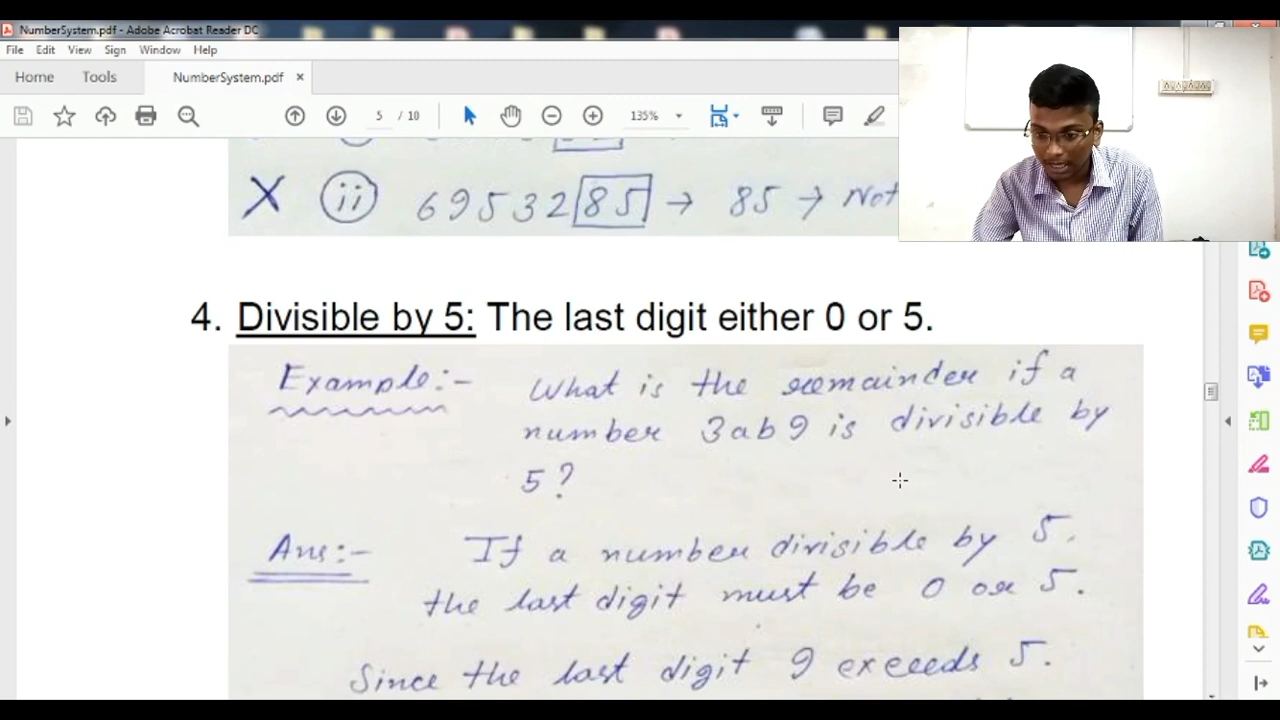 NumberSystem.pdf - Adobe Acrobat Reader DC
File Edit View Sign Window Help
Home Tools NumberSystem.pdf ×
5 / 10 135%
X (ii) 6953285 → 85 → Not
4. Divisible by 5: The last digit either 0 or 5.
Example:- What is the remainder if a
number 3ab9 is divisible by
5?
Ans:- If a number divisible by 5.
the last digit must be 0 or 5.
Since the last digit 9 exceeds 5.